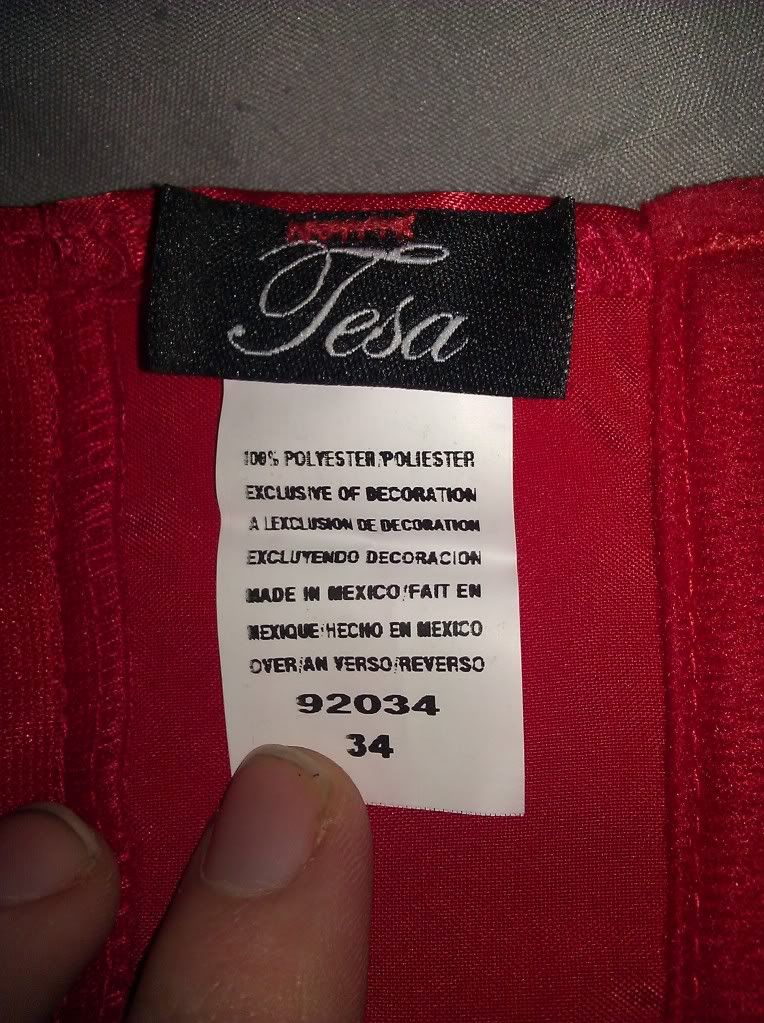 Tesa
100% POLYESTER/POLIESTER
EXCLUSIVE OF DECORATION
A LEXCLUSION DE DECORATION
EXCLUYENDO DECORACION
MADE IN MEXICO/FAIT EN
MEXIQUE/HECHO EN MEXICO
OVER/AN VERSO/REVERSO
92034
34